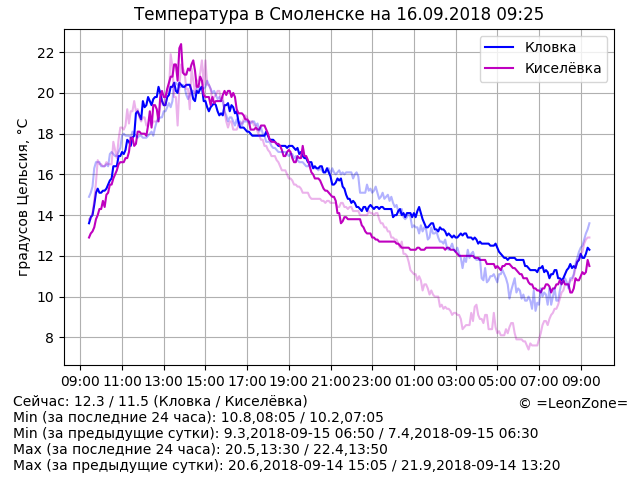 Температура в Смоленске на 16.09.2018 09:25
Кловка
Киселёвка
градусов Цельсия, °C
22
20
18
16
14
12
10
8
09:00 11:00 13:00 15:00 17:00 19:00 21:00 23:00 01:00 03:00 05:00 07:00 09:00
Сейчас: 12.3 / 11.5 (Кловка / Киселёвка)
© =LeonZone=
Min (за последние 24 часа): 10.8,08:05 / 10.2,07:05
Min (за предыдущие сутки): 9.3,2018-09-15 06:50 / 7.4,2018-09-15 06:30
Max (за последние 24 часа): 20.5,13:30 / 22.4,13:50
Max (за предыдущие сутки): 20.6,2018-09-14 15:05 / 21.9,2018-09-14 13:20